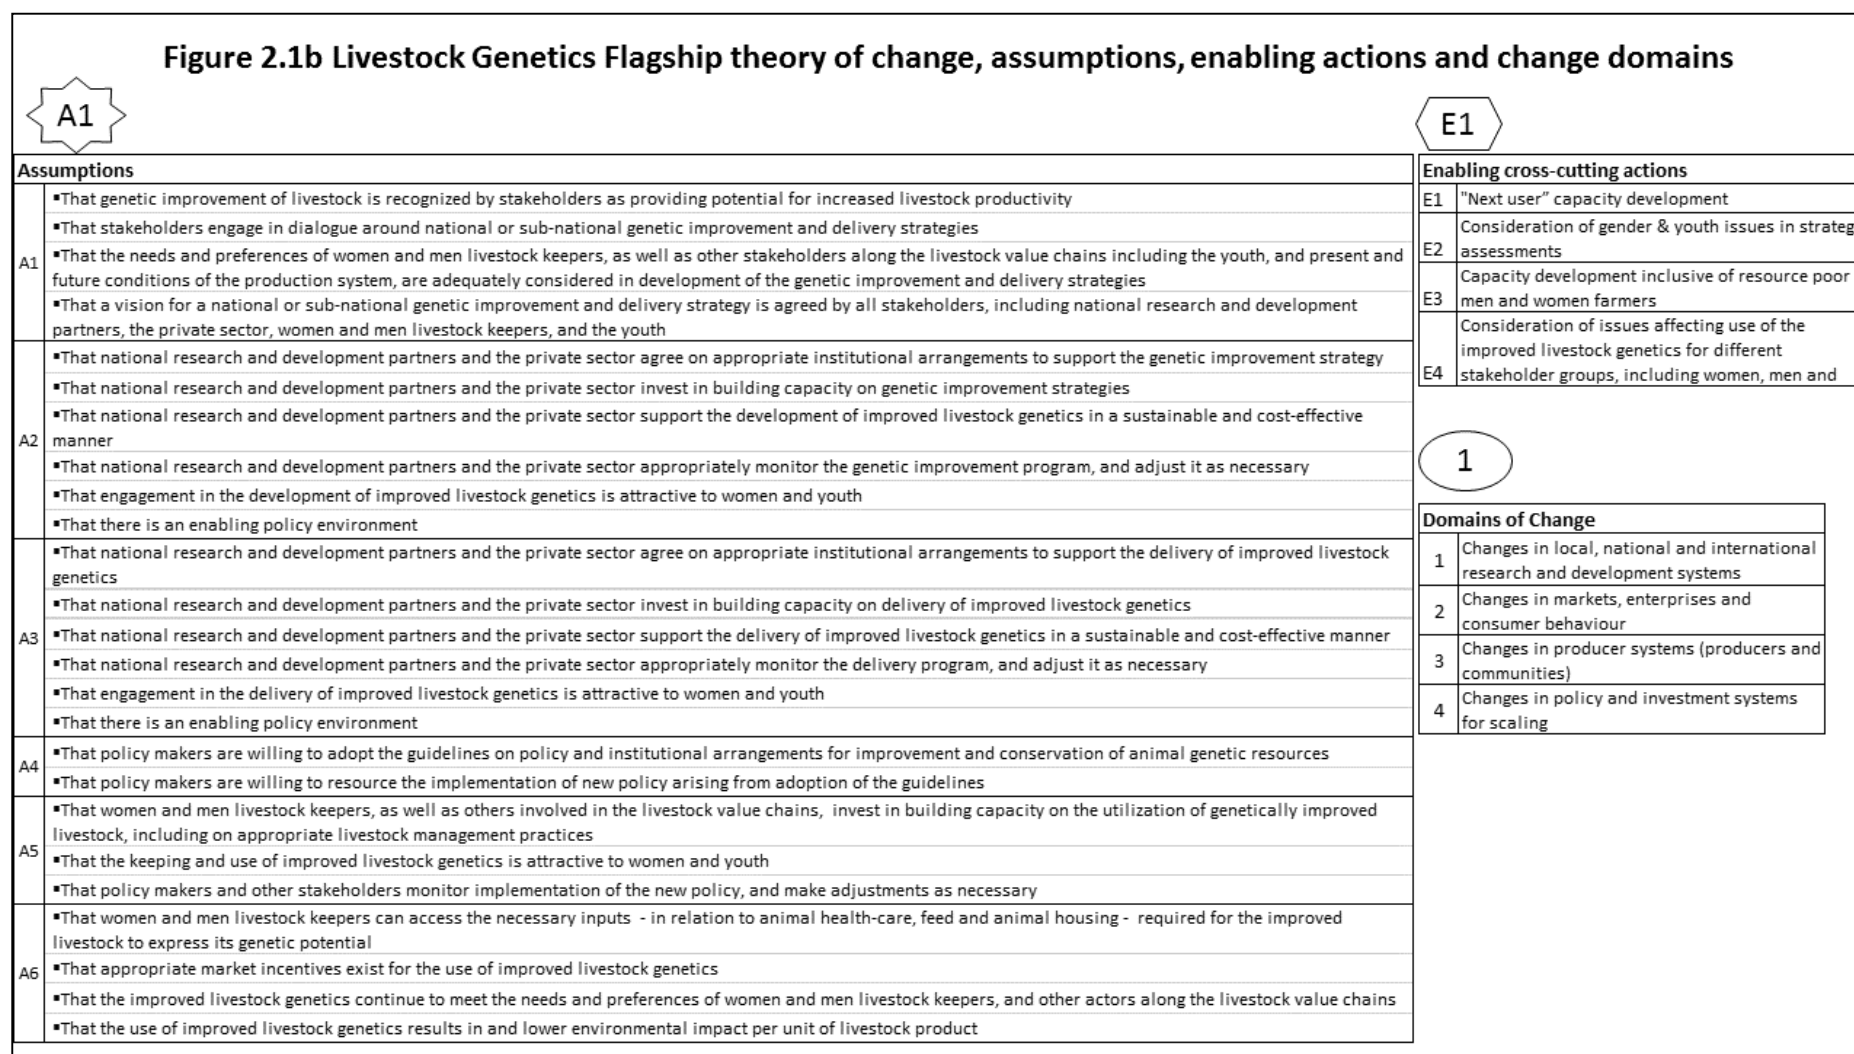 Figure 2.1b Livestock Genetics Flagship theory of change, assumptions, enabling actions and change domains
A1
Assumptions
A1
▪That genetic improvement of livestock is recognized by stakeholders as providing potential for increased livestock productivity
▪That stakeholders engage in dialogue around national or sub-national genetic improvement and delivery strategies
▪That the needs and preferences of women and men livestock keepers, as well as other stakeholders along the livestock value chains including the youth, and present and
future conditions of the production system, are adequately considered in development of the genetic improvement and delivery strategies
▪That a vision for a national or sub-national genetic improvement and delivery strategy is agreed by all stakeholders, including national research and development
partners, the private sector, women and men livestock keepers, and the youth
A2
▪That national research and development partners and the private sector agree on appropriate institutional arrangements to support the genetic improvement strategy
▪That national research and development partners and the private sector invest in building capacity on genetic improvement strategies
▪That national research and development partners and the private sector support the development of improved livestock genetics in a sustainable and cost-effective
manner
▪That national research and development partners and the private sector appropriately monitor the genetic improvement program, and adjust it as necessary
▪That engagement in the development of improved livestock genetics is attractive to women and youth
▪That there is an enabling policy environment
A3
▪That national research and development partners and the private sector agree on appropriate institutional arrangements to support the delivery of improved livestock
genetics
▪That national research and development partners and the private sector invest in building capacity on delivery of improved livestock genetics
▪That national research and development partners and the private sector support the delivery of improved livestock genetics in a sustainable and cost-effective manner
▪That national research and development partners and the private sector appropriately monitor the delivery program, and adjust it as necessary
▪That engagement in the delivery of improved livestock genetics is attractive to women and youth
▪That there is an enabling policy environment
A4
▪That policy makers are willing to adopt the guidelines on policy and institutional arrangements for improvement and conservation of animal genetic resources
▪That policy makers are willing to resource the implementation of new policy arising from adoption of the guidelines
A5
▪That women and men livestock keepers, as well as others involved in the livestock value chains,  invest in building capacity on the utilization of genetically improved
livestock, including on appropriate livestock management practices
▪That the keeping and use of improved livestock genetics is attractive to women and youth
▪That policy makers and other stakeholders monitor implementation of the new policy, and make adjustments as necessary
A6
▪That women and men livestock keepers can access the necessary inputs  - in relation to animal health-care, feed and animal housing -  required for the improved
livestock to express its genetic potential
▪That appropriate market incentives exist for the use of improved livestock genetics
▪That the improved livestock genetics continue to meet the needs and preferences of women and men livestock keepers, and other actors along the livestock value chains
▪That the use of improved livestock genetics results in and lower environmental impact per unit of livestock product
E1
Enabling cross-cutting actions
E1 "Next user” capacity development
E2
Consideration of gender & youth issues in strateg
assessments
E3
Capacity development inclusive of resource poor
men and women farmers
E4
Consideration of issues affecting use of the
improved livestock genetics for different
stakeholder groups, including women, men and
1
Domains of Change
1
Changes in local, national and international
research and development systems
2
Changes in markets, enterprises and
consumer behaviour
3
Changes in producer systems (producers and
communities)
4
Changes in policy and investment systems
for scaling